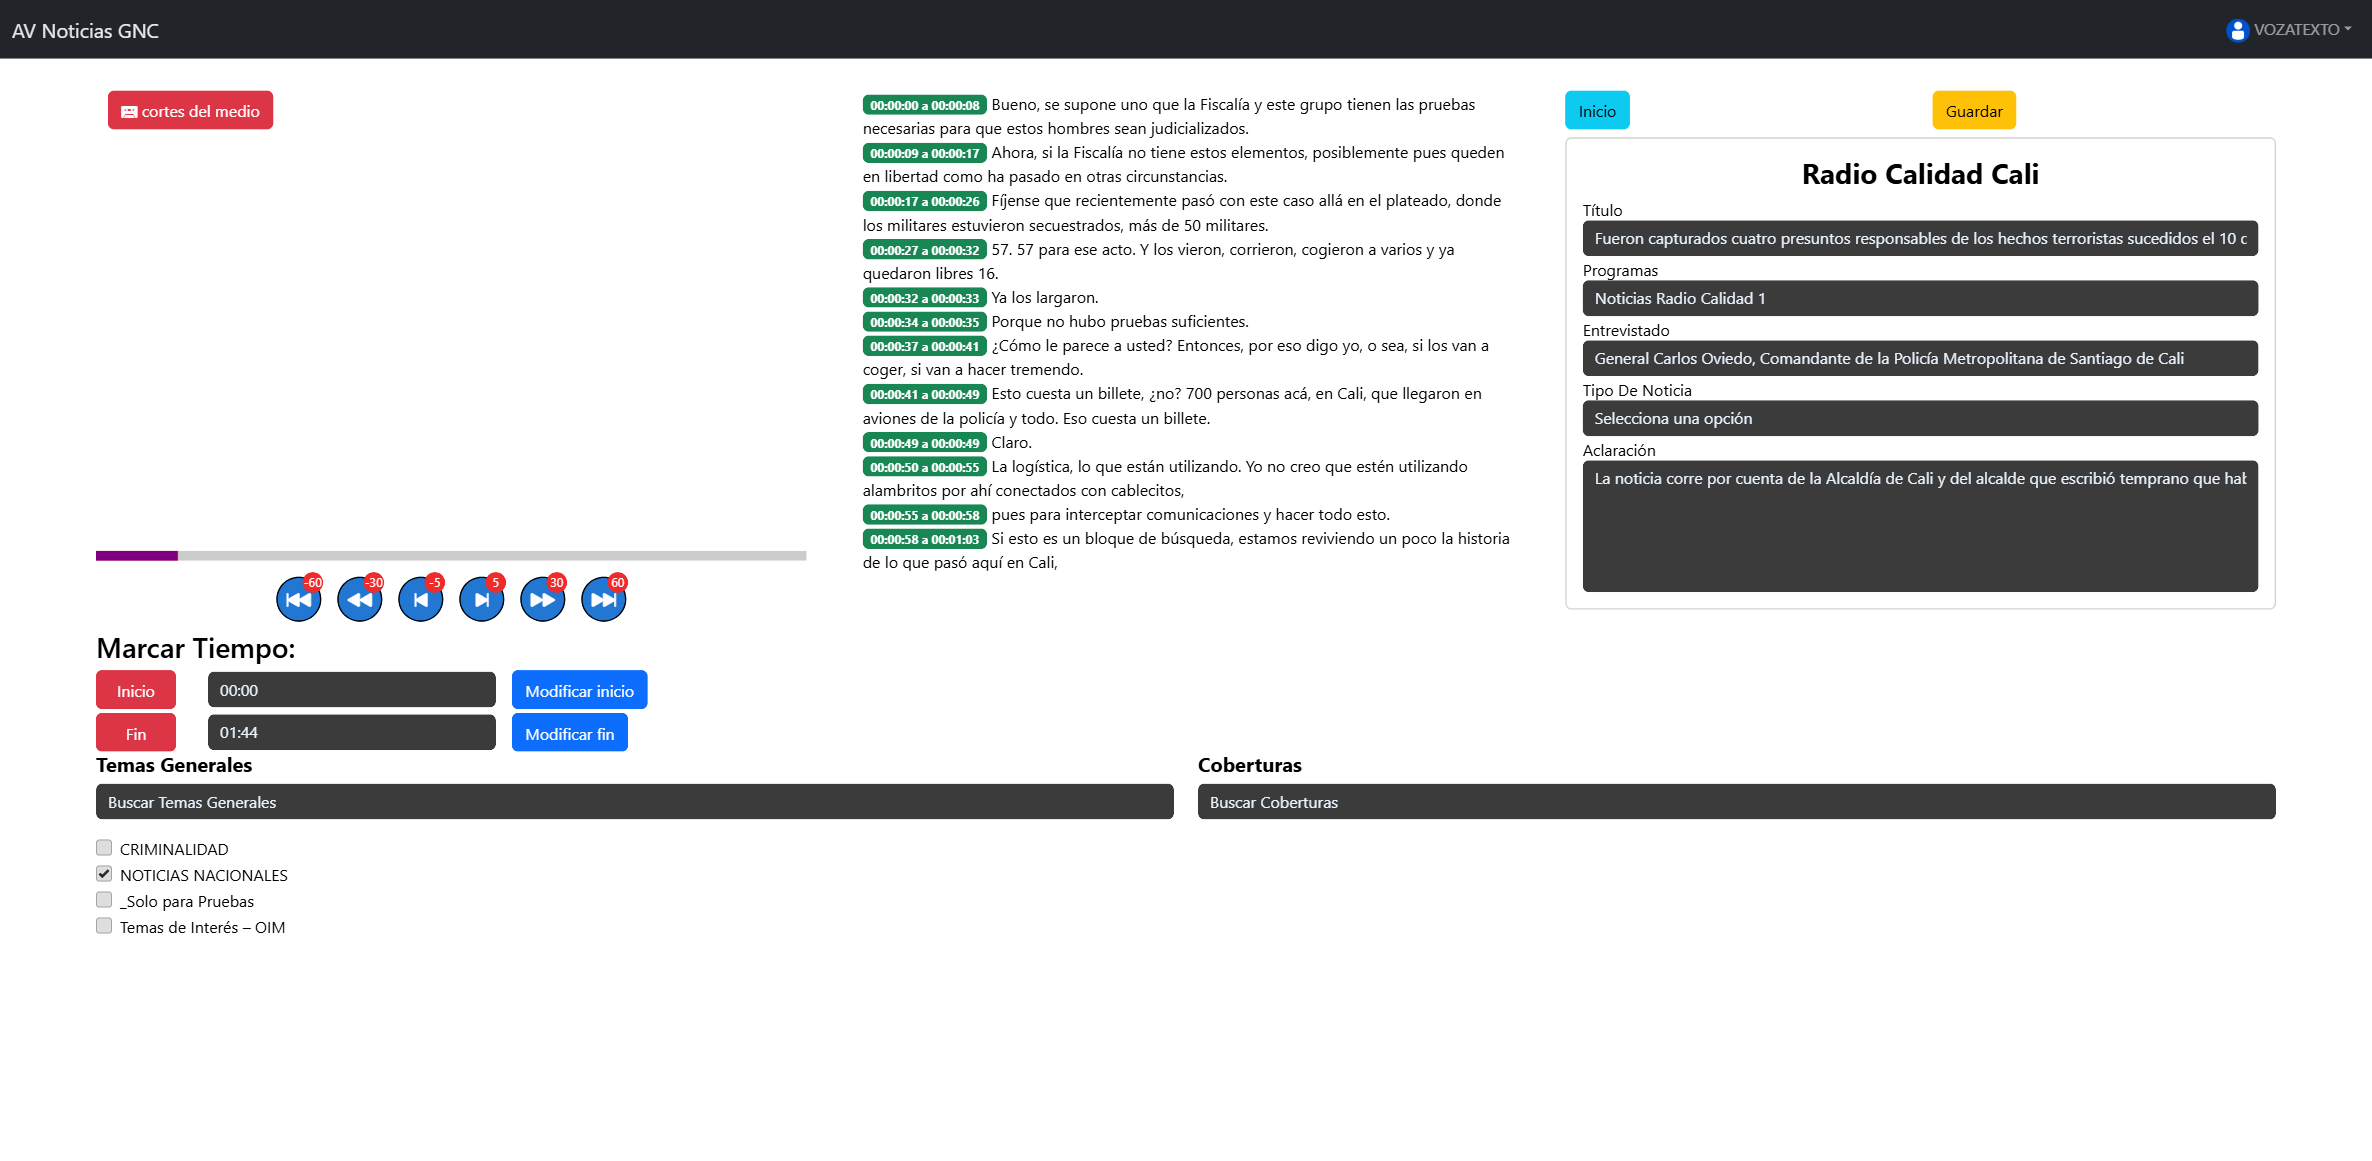 AV Noticias GNC
VOZATEXTO
cortes del medio
-60
-30
-5
5
30
60
Marcar Tiempo:
Inicio
00:00
Modificar inicio
Fin
01:44
Modificar fin
00:00:00 a 00:00:08 Bueno, se supone uno que la Fiscalía y este grupo tienen las pruebas
necesarias para que estos hombres sean judicializados.
00:00:09 a 00:00:17 Ahora, si la Fiscalía no tiene estos elementos, posiblemente pues queden
en libertad como ha pasado en otras circunstancias.
00:00:17 a 00:00:26 Fíjense que recientemente pasó con este caso allá en el plateado, donde
los militares estuvieron secuestrados, más de 50 militares.
00:00:27 a 00:00:32 57. 57 para ese acto. Y los vieron, corrieron, cogieron a varios y ya
quedaron libres 16.
00:00:32 a 00:00:33 Ya los largaron.
00:00:34 a 00:00:35 Porque no hubo pruebas suficientes.
00:00:37 a 00:00:41 ¿Cómo le parece a usted? Entonces, por eso digo yo, o sea, si los van a
coger, si van a hacer tremendo.
00:00:41 a 00:00:49 Esto cuesta un billete, ¿no? 700 personas acá, en Cali, que llegaron en
aviones de la policía y todo. Eso cuesta un billete.
00:00:49 a 00:00:49 Claro.
00:00:50 a 00:00:55 La logística, lo que están utilizando. Yo no creo que estén utilizando
alambritos por ahí conectados con cablecitos,
00:00:55 a 00:00:58 pues para interceptar comunicaciones y hacer todo esto.
00:00:58 a 00:01:03 Si esto es un bloque de búsqueda, estamos reviviendo un poco la historia
de lo que pasó aquí en Cali,
Inicio
Guardar
Radio Calidad Cali
Título
Fueron capturados cuatro presuntos responsables de los hechos terroristas sucedidos el 10
Programas
Noticias Radio Calidad 1
Entrevistado
General Carlos Oviedo, Comandante de la Policía Metropolitana de Santiago de Cali
Tipo De Noticia
Selecciona una opción
Aclaración
La noticia corre por cuenta de la Alcaldía de Cali y del alcalde que escribió temprano que
Temas Generales
Buscar Temas Generales
CRIMINALIDAD
NOTICIAS NACIONALES
_Solo para Pruebas
Temas de Interés – OIM
Coberturas
Buscar Coberturas